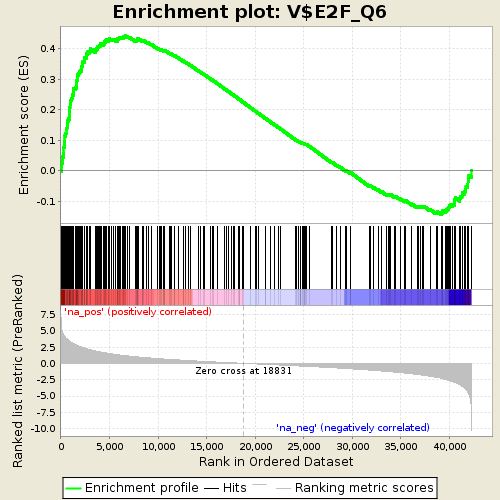 Enrichment plot: V$E2F_Q6
Enrichment score (ES)
0.4
0.3
0.2
0.1
0.0
-0.1
Ranked list metric (PreRanked)
'na_pos' (positively correlated)
7.5
5.0
2.5
0.0
-2.5
-5.0
-7.5
-10.0
Zero cross at 18831
'na_neg' (negatively correlated)
0
5,000
10,000
15,000
20,000
25,000
30,000
35,000
40,000
Rank in Ordered Dataset
Enrichment profile
Hits
Ranking metric scores